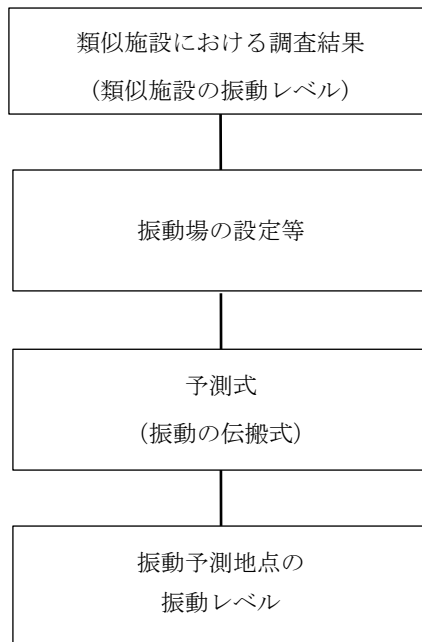 類似施設における調査結果
（類似施設の振動レベル）
振動場の設定等
予測式
（振動の伝搬式）
振動予測地点の
振動レベル